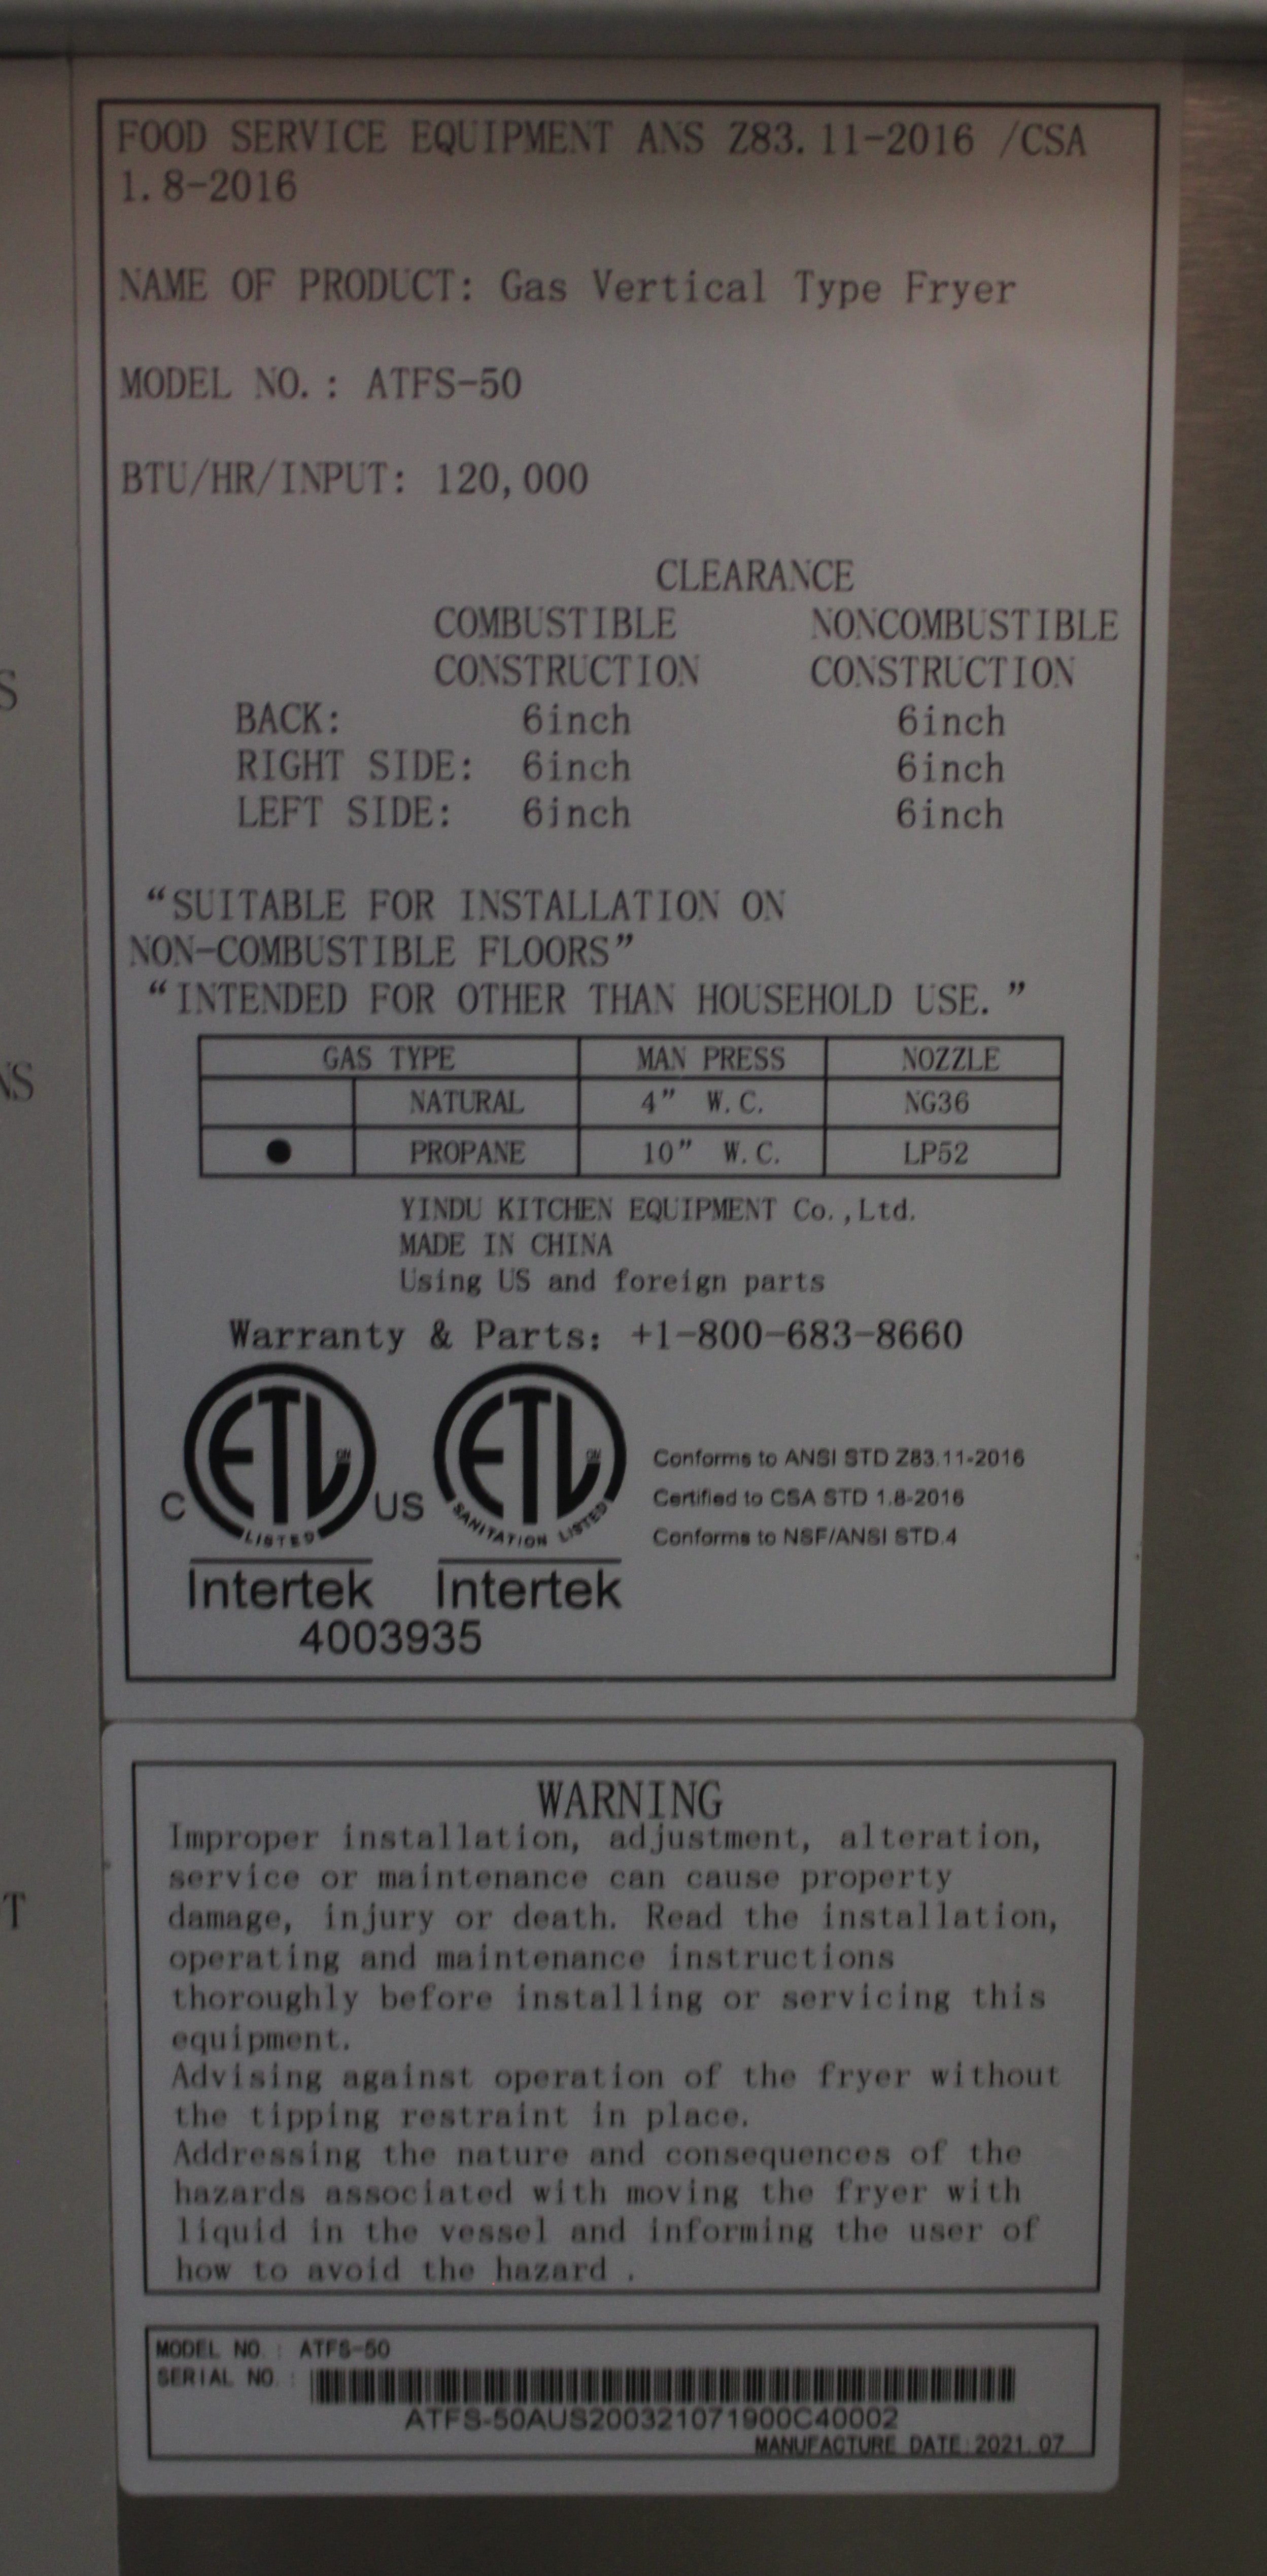 FOOD SERVICE EQUIPMENT ANS Z83.11-2016 /CSA
1.8-2016
NAME OF PRODUCT: Gas Vertical Type Fryer
MODEL NO.: ATFS-50
BTU/HR/INPUT: 120,000
CLEARANCE
COMBUSTIBLE NONCOMBUSTIBLE
CONSTRUCTION CONSTRUCTION
BACK: 6inch 6inch
RIGHT SIDE: 6inch 6inch
LEFT SIDE: 6inch 6inch
“SUITABLE FOR INSTALLATION ON
NON-COMBUSTIBLE FLOORS”
“INTENDED FOR OTHER THAN HOUSEHOLD USE.”
GAS TYPE MAN PRESS NOZZLE
NATURAL 4” W.C. NG36
● PROPANE 10” W.C. LP52
YINDU KITCHEN EQUIPMENT Co.,Ltd.
MADE IN CHINA
Using US and foreign parts
Warranty & Parts: +1-800-683-8660
C ETL LISTED US
ETL SANITATION LISTED
Conforms to ANSI STD Z83.11-2016
Certified to CSA STD 1.8-2016
Conforms to NSF/ANSI STD.4
Intertek Intertek
4003935
WARNING
Improper installation, adjustment, alteration,
service or maintenance can cause property
damage, injury or death. Read the installation,
operating and maintenance instructions
thoroughly before installing or servicing this
equipment.
Advising against operation of the fryer without
the tipping restraint in place.
Addressing the nature and consequences of the
hazards associated with moving the fryer with
liquid in the vessel and informing the user of
how to avoid the hazard .
MODEL NO.: ATFS-50
SERIAL NO.:
ATFS-50AUS200321071900C40002
MANUFACTURE DATE:2021.07
S
NS
T